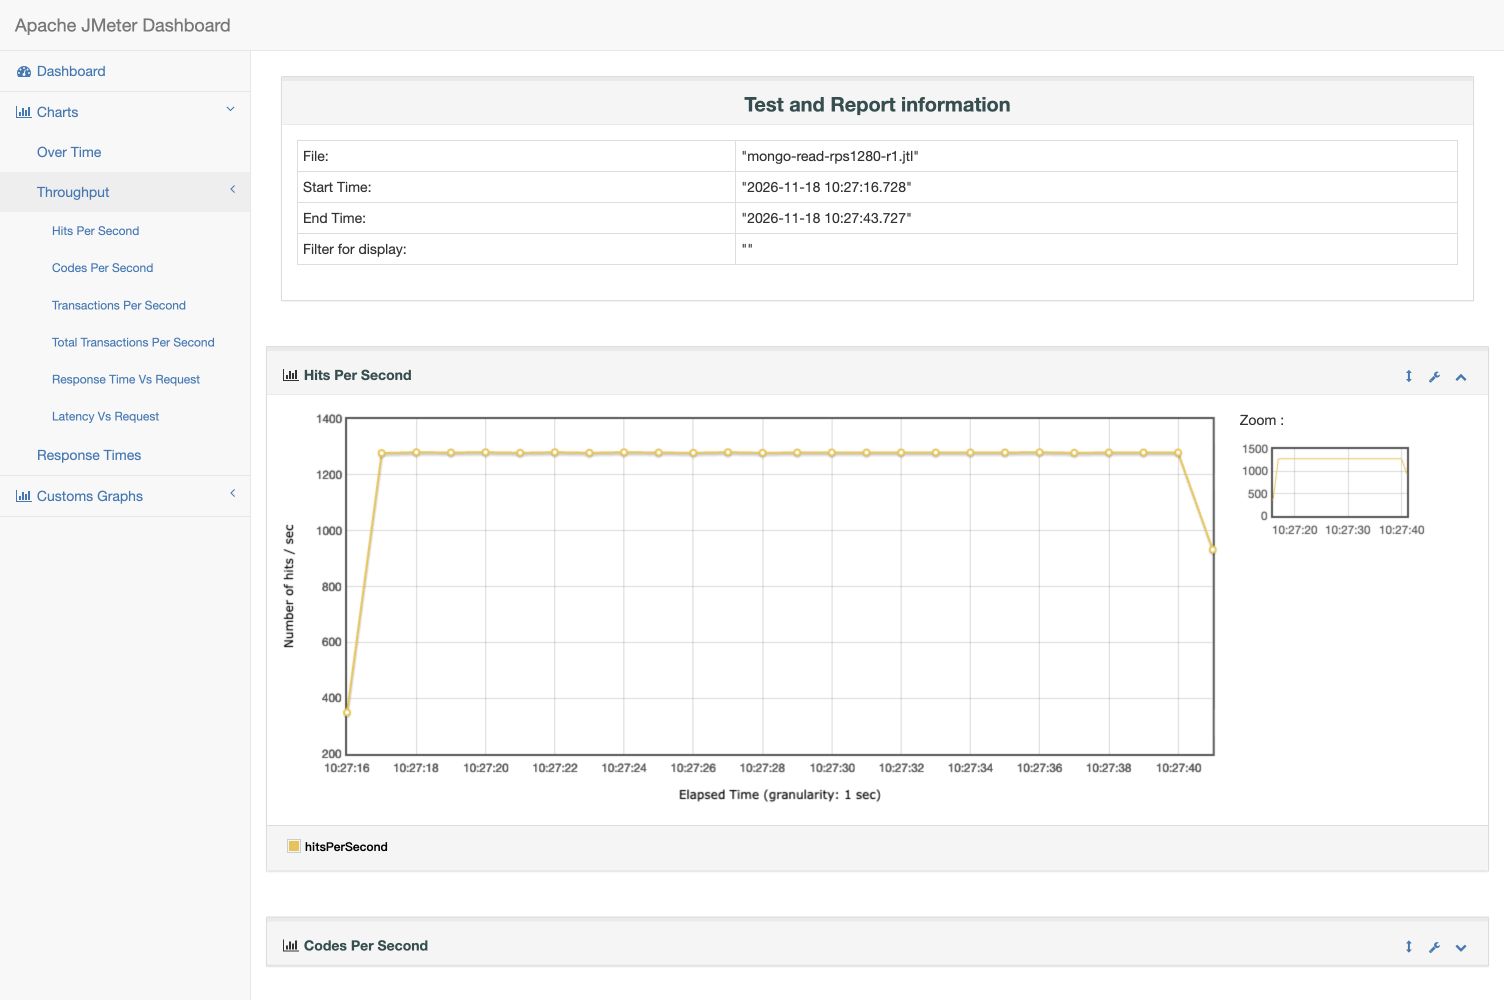 Apache JMeter Dashboard
Dashboard
Charts
Over Time
Throughput
Hits Per Second
Codes Per Second
Transactions Per Second
Total Transactions Per Second
Response Time Vs Request
Latency Vs Request
Response Times
Customs Graphs
Test and Report information
File: "mongo-read-rps1280-r1.jtl"
Start Time: "2026-11-18 10:27:16.728"
End Time: "2026-11-18 10:27:43.727"
Filter for display: ""
Hits Per Second
1400
1200
1000
800
600
400
200
Number of hits / sec
10:27:16 10:27:18 10:27:20 10:27:22 10:27:24 10:27:26 10:27:28 10:27:30 10:27:32 10:27:34 10:27:36 10:27:38 10:27:40
Elapsed Time (granularity: 1 sec)
Zoom :
1500
1000
500
0
10:27:20 10:27:30 10:27:40
hitsPerSecond
Codes Per Second